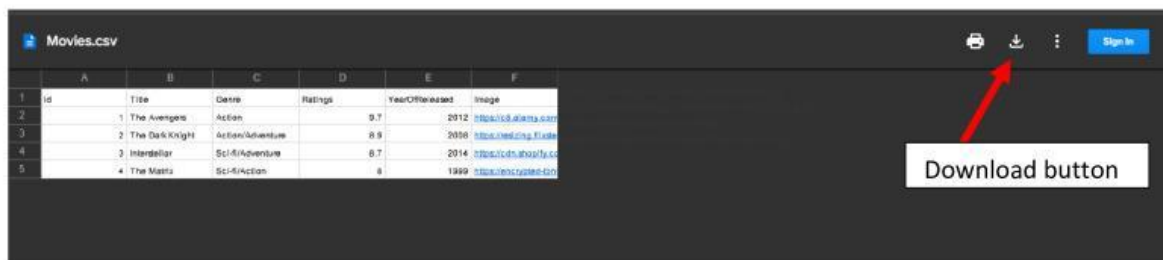 Movies.csv Sign In
A B C D E F
1 Id Title Genre Ratings YearOfReleased Image
2 1 The Avengers Action 9.7 2012
3 2 The Dark Knight Action/Adventure 8.9 2008
4 3 Interstellar Sci-fi/Adventure 8.7 2014
5 4 The Matrix Sci-fi/Action 8 1999
Download button